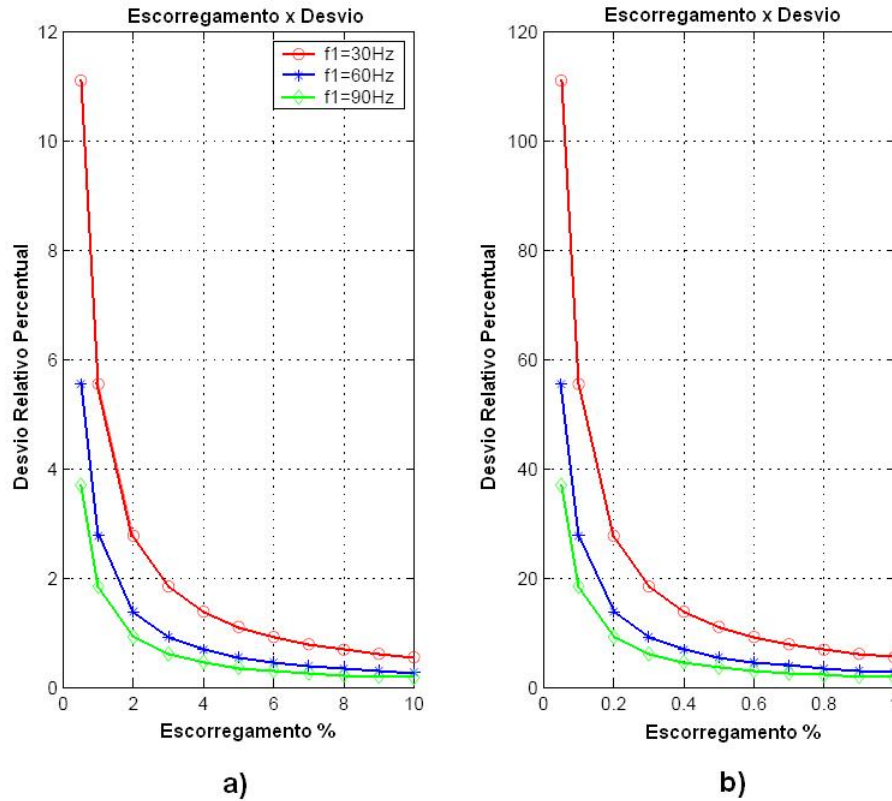 Escorregamento x Desvio
12
10
8
6
4
2
0
Desvio Relativo Percentual
f1=30Hz
f1=60Hz
f1=90Hz
0 2 4 6 8 10
Escorregamento %
a)
Escorregamento x Desvio
120
100
80
60
40
20
0
Desvio Relativo Percentual
0 0.2 0.4 0.6 0.8
Escorregamento %
b)